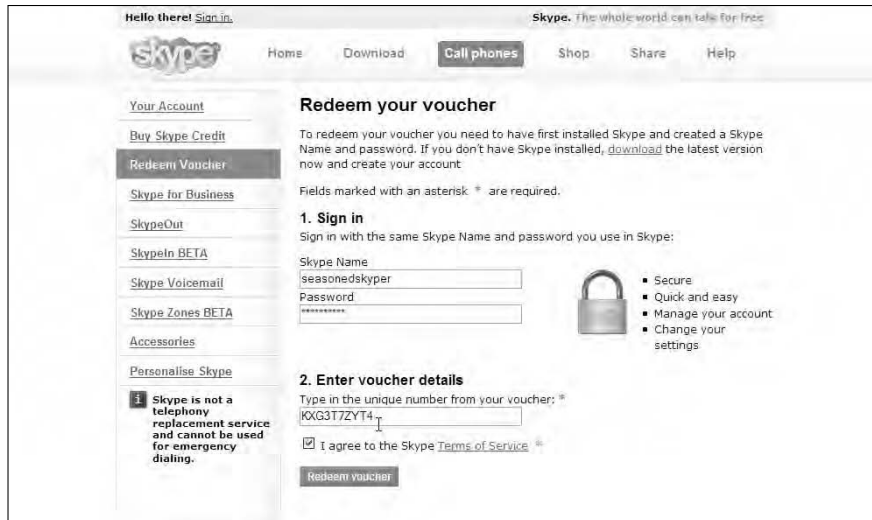 Hello there! Sign in.
Skype. The whole world can talk for free
skype
Home Download Call phones Shop Share Help
Your Account
Buy Skype Credit
Redeem Voucher
Skype for Business
SkypeOut
SkypeIn BETA
Skype Voicemail
Skype Zones BETA
Accessories
Personalise Skype
i Skype is not a
telephony
replacement service
and cannot be used
for emergency
dialing.
Redeem your voucher
To redeem your voucher you need to have first installed Skype and created a Skype
Name and password. If you don't have Skype installed, download the latest version
now and create your account
Fields marked with an asterisk * are required.
1. Sign in
Sign in with the same Skype Name and password you use in Skype:
Skype Name
seasonedskyper
Password
**********
Secure
Quick and easy
Manage your account
Change your
settings
2. Enter voucher details
Type in the unique number from your voucher: *
KXG3T7ZYT4
I agree to the Skype Terms of Service *
Redeem voucher